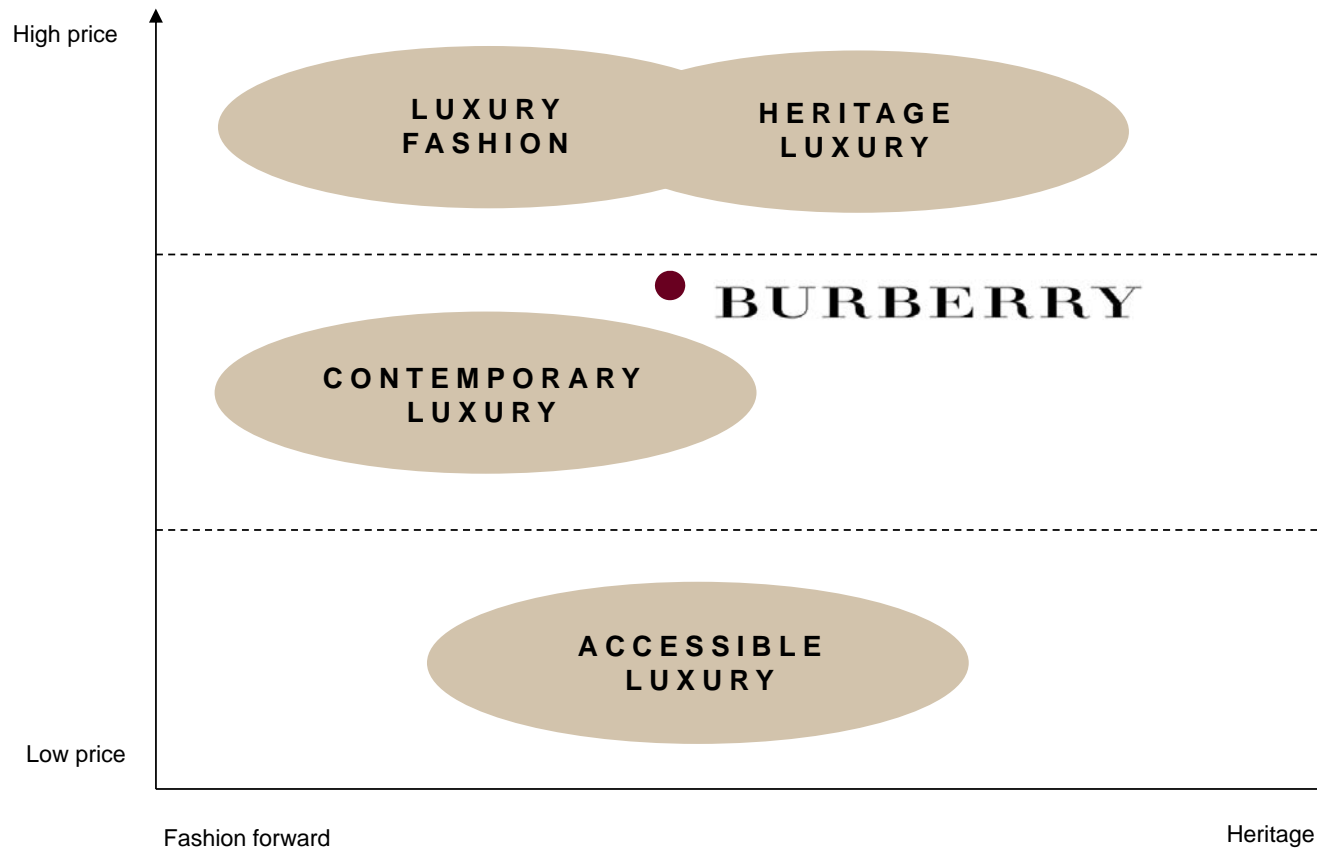 High price
LUXURY
FASHION
HERITAGE
LUXURY
BURBERRY
CONTEMPORARY
LUXURY
ACCESSIBLE
LUXURY
Low price
Fashion forward
Heritage